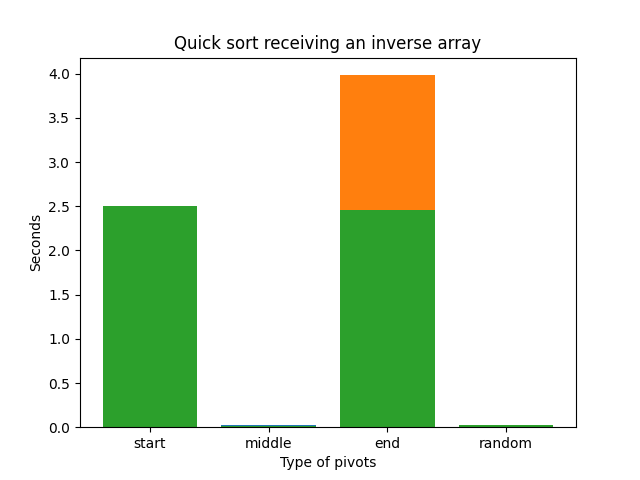 Quick sort receiving an inverse array
4.0
3.5
3.0
2.5
2.0
1.5
1.0
0.5
0.0
Seconds
start middle end random
Type of pivots